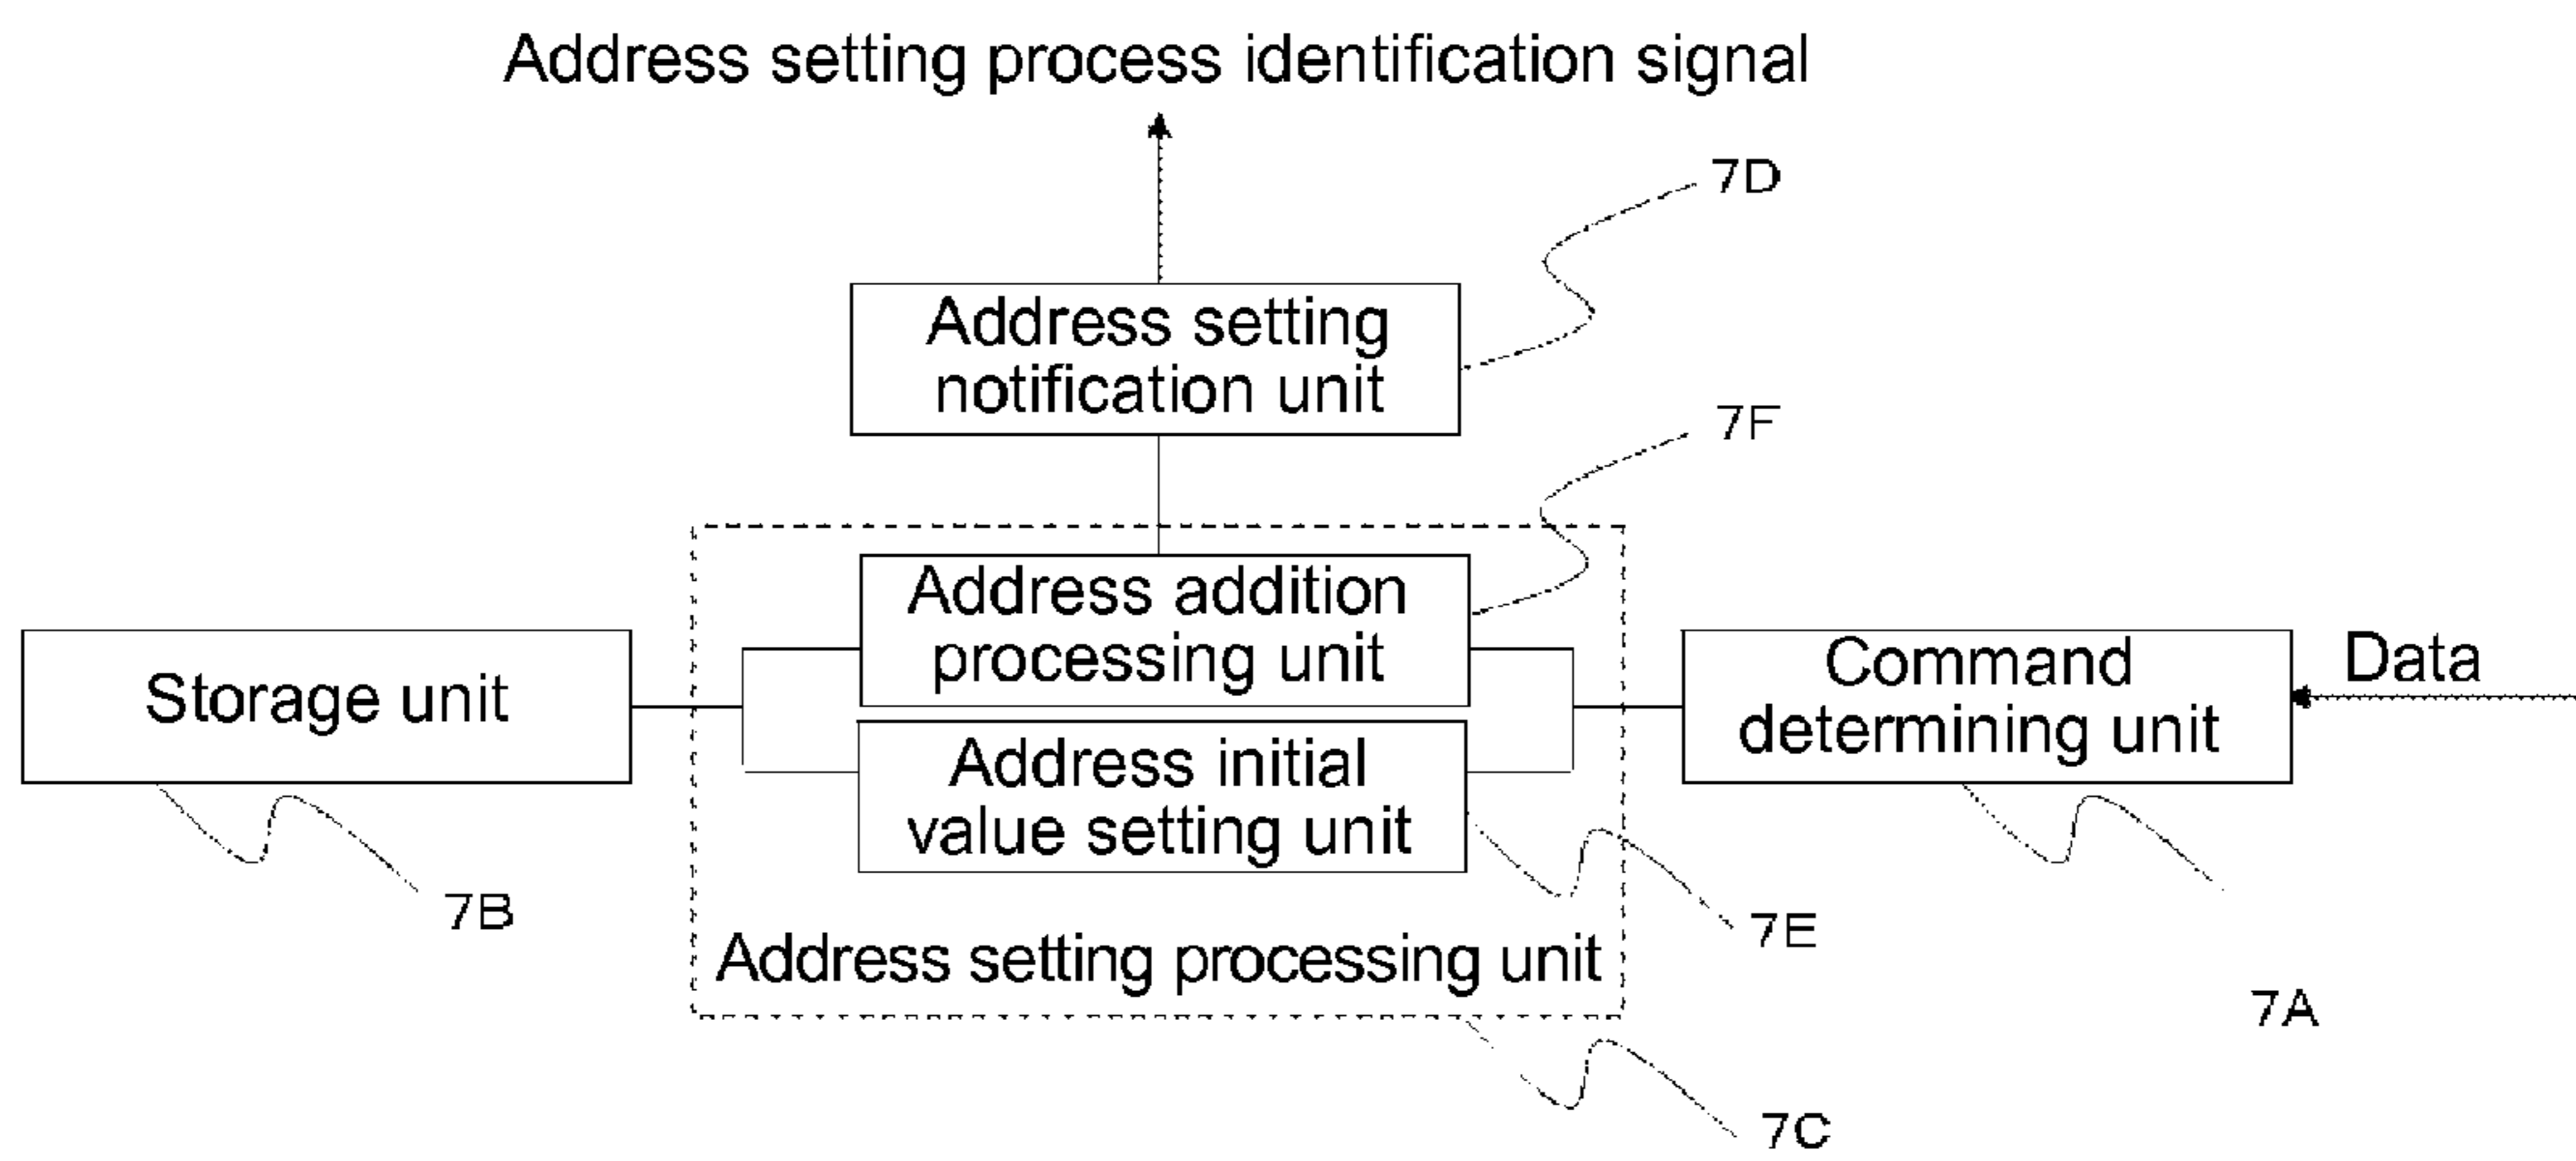 Address setting process identification signal
7D
Address setting
notification unit
7F
Address addition
processing unit
Storage unit
Command
determining unit
Data
Address initial
value setting unit
7B
7E
Address setting processing unit
7A
7C